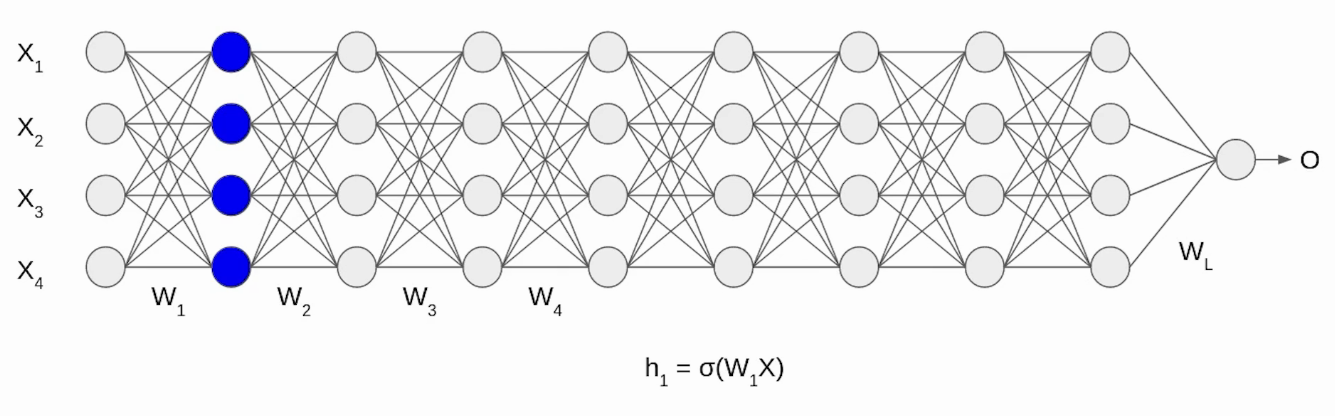 X1
X2
X3
X4
O
WL
W1 W2 W3 W4
h1 = σ(W1X)